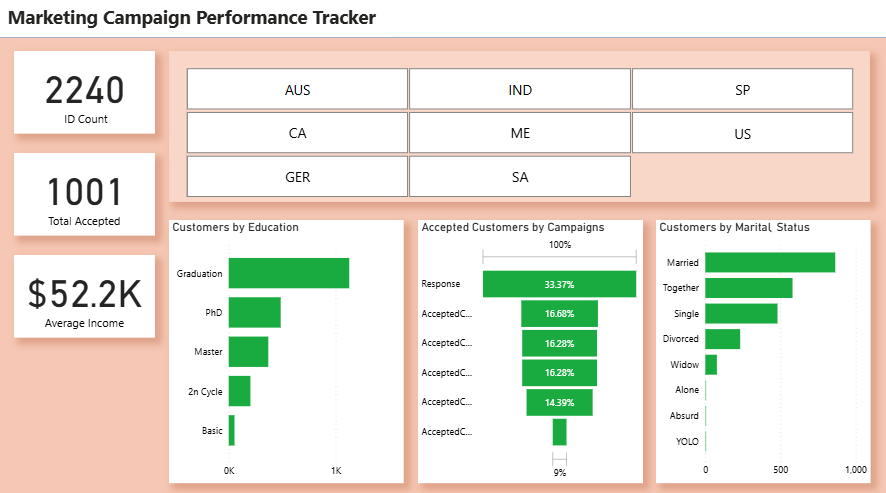 Marketing Campaign Performance Tracker
2240
ID Count
1001
Total Accepted
$52.2K
Average Income
AUS
IND
SP
CA
ME
US
GER
SA
Customers by Education
Graduation
PhD
Master
2n Cycle
Basic
0K
1K
Accepted Customers by Campaigns
100%
Response
33.37%
AcceptedC...
16.68%
AcceptedC...
16.28%
AcceptedC...
16.28%
AcceptedC...
14.39%
AcceptedC...
9%
Customers by Marital_Status
Married
Together
Single
Divorced
Widow
Alone
Absurd
YOLO
0
500
1,000